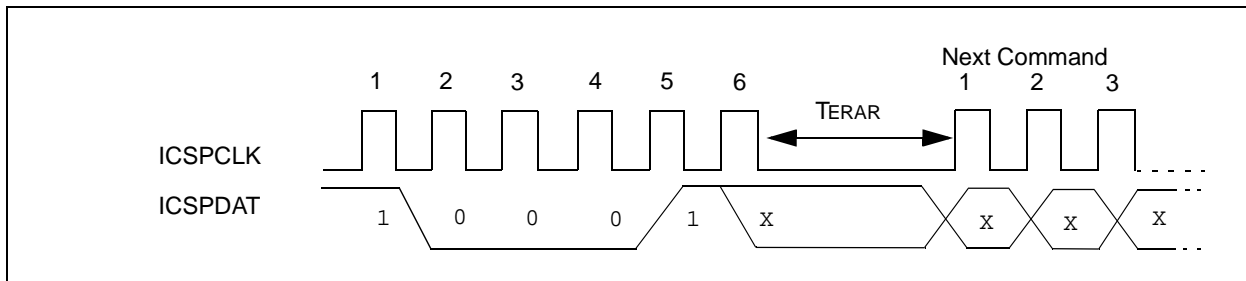 Next Command
1 2 3 4 5 6 1 2 3
TERAR
ICSPCLK
ICSPDAT
1 0 0 0 1 X X X X